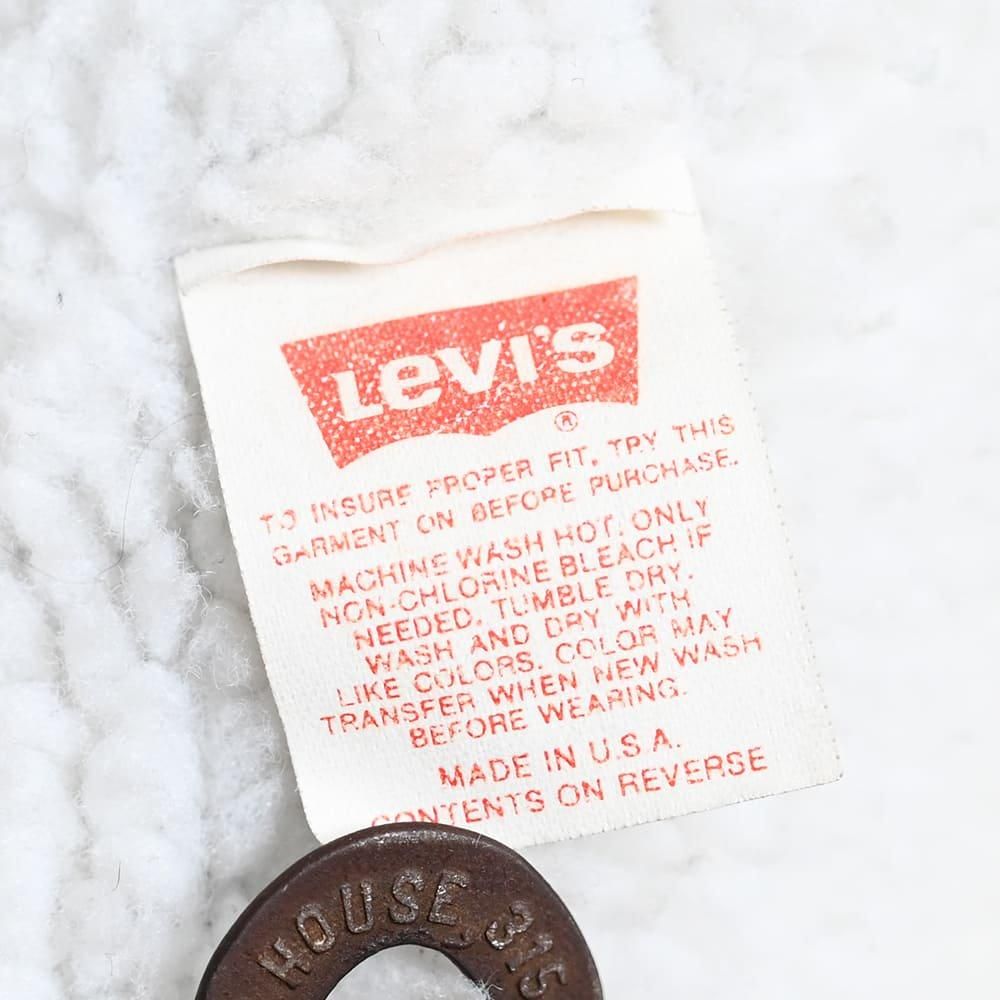 Levi's
®
TO INSURE PROPER FIT, TRY THIS
GARMENT ON BEFORE PURCHASE.
MACHINE WASH HOT. ONLY
NON-CHLORINE BLEACH IF
NEEDED. TUMBLE DRY.
WASH AND DRY WITH
LIKE COLORS. COLOR MAY
TRANSFER WHEN NEW WASH
BEFORE WEARING.
MADE IN U.S.A.
CONTENTS ON REVERSE
HOUSE 315